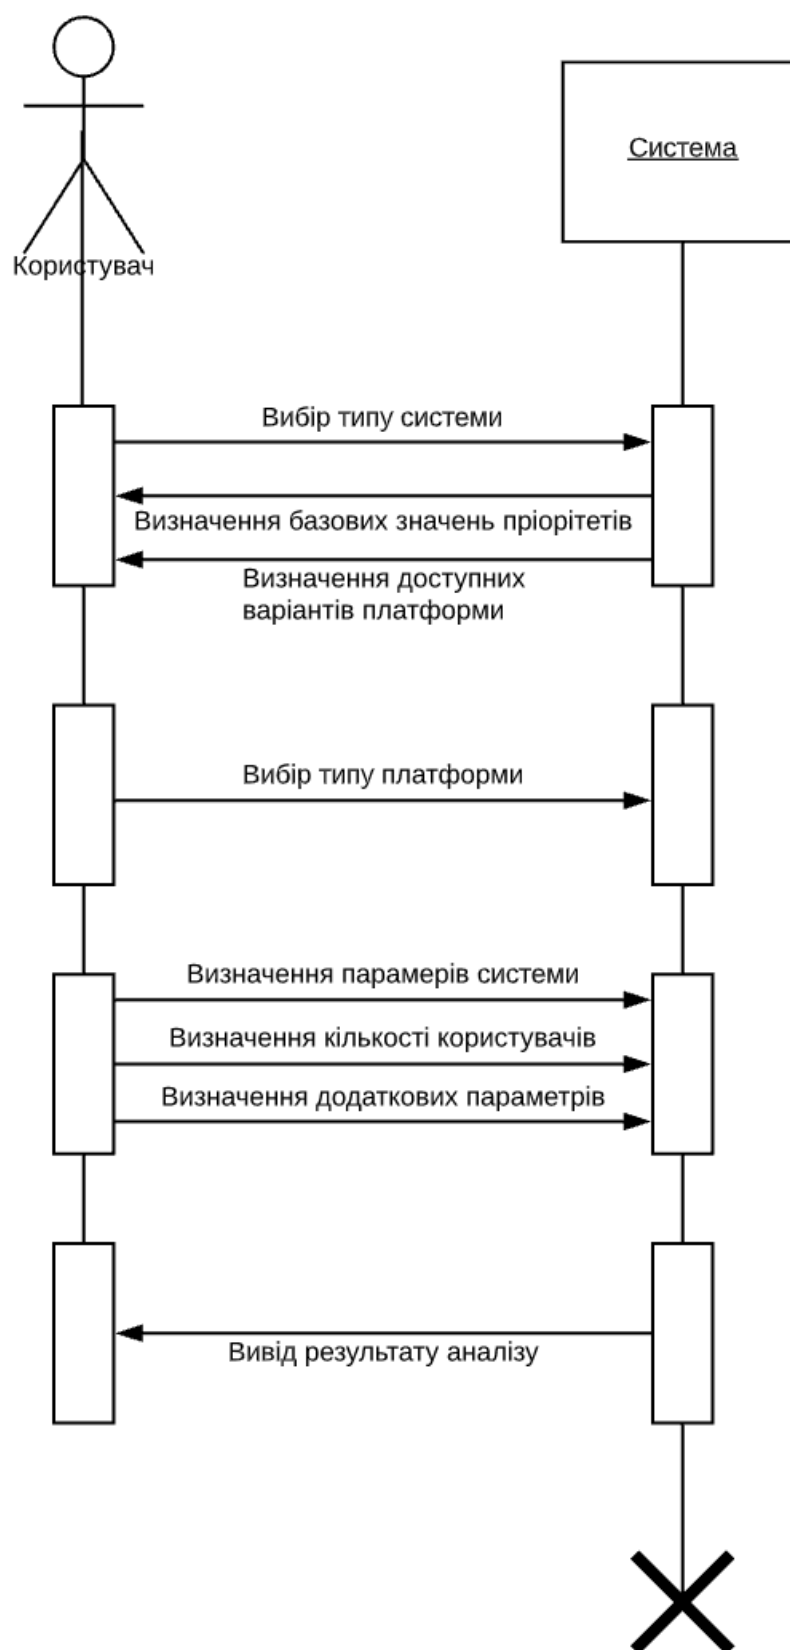 Система
Користувач
Вибір типу системи
Визначення базових значень пріорітетів
Визначення доступних
варіантів платформи
Вибір типу платформи
Визначення парамерів системи
Визначення кількості користувачів
Визначення додаткових параметрів
Вивід результату аналізу